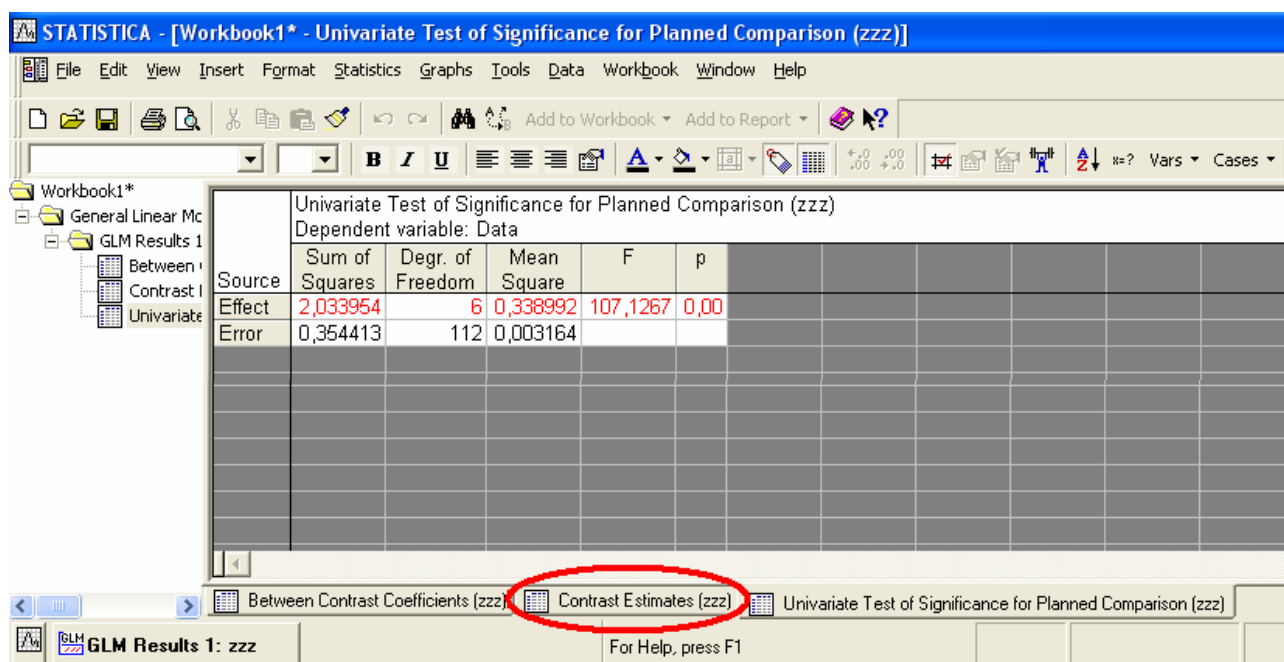 STATISTICA - [Workbook1* - Univariate Test of Significance for Planned Comparison (zzz)]
File Edit View Insert Format Statistics Graphs Tools Data Workbook Window Help
Add to Workbook Add to Report
B I U A Vars Cases
Workbook1*
General Linear Mo
GLM Results 1
Between
Contrast
Univariate
Univariate Test of Significance for Planned Comparison (zzz)
Dependent variable: Data
Source Sum of Squares Degr. of Freedom Mean Square F p
Effect 2,033954 6 0,338992 107,1267 0,00
Error 0,354413 112 0,003164
Between Contrast Coefficients (zzz) Contrast Estimates (zzz) Univariate Test of Significance for Planned Comparison (zzz)
GLM Results 1: zzz For Help, press F1